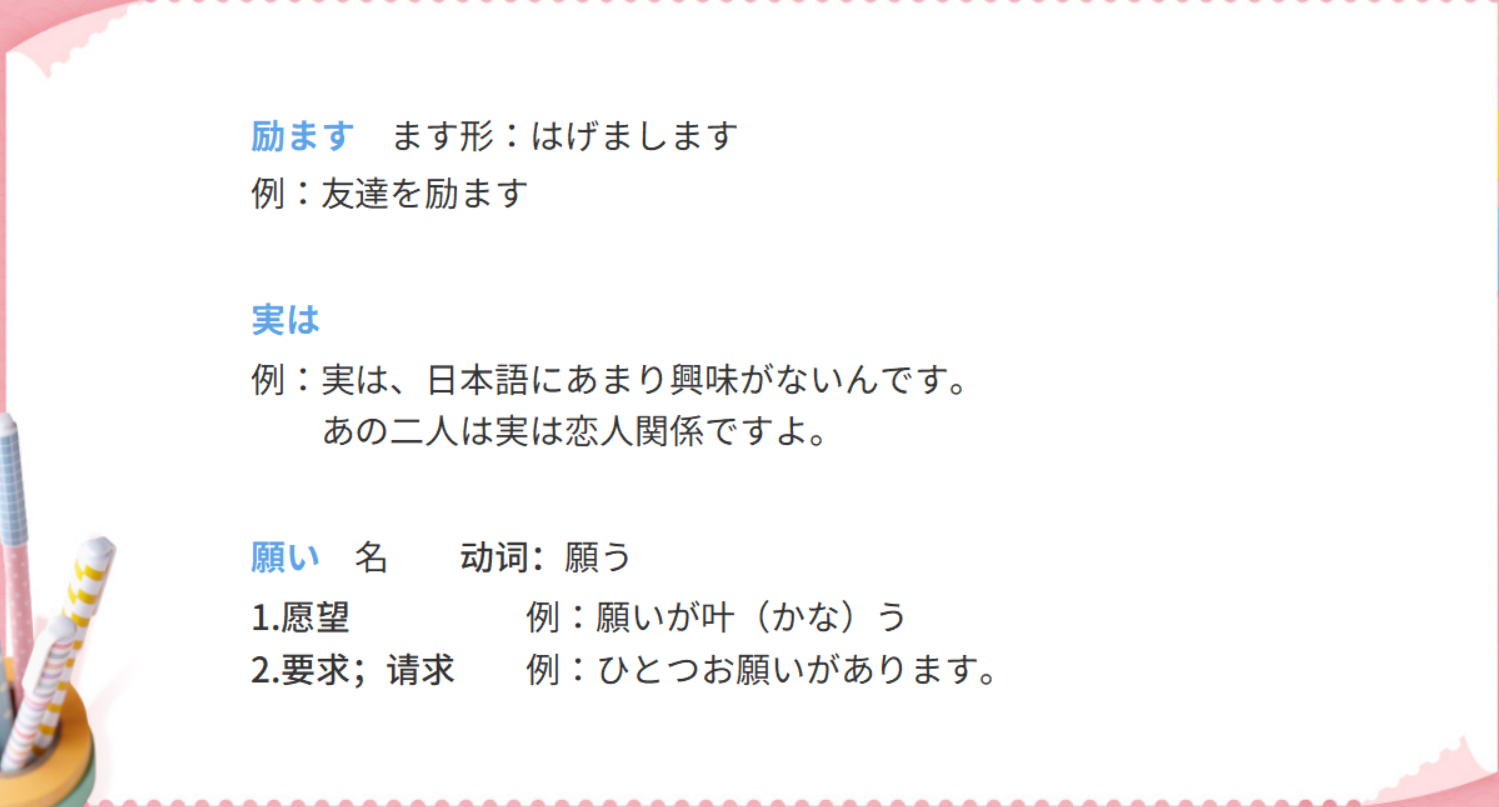 励ます　ます形：はげまします
例：友達を励ます
実は
例：実は、日本語にあまり興味がないんです。
あの二人は実は恋人関係ですよ。
願い　名　　动词：願う
1.愿望　　例：願いが叶（かな）う
2.要求；请求　　例：ひとつお願いがあります。